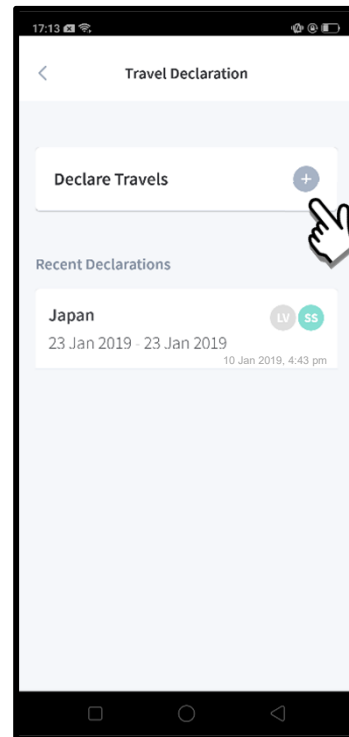 17:13
Travel Declaration
Declare Travels
Recent Declarations
Japan
LV SS
23 Jan 2019 - 23 Jan 2019
10 Jan 2019, 4:43 pm